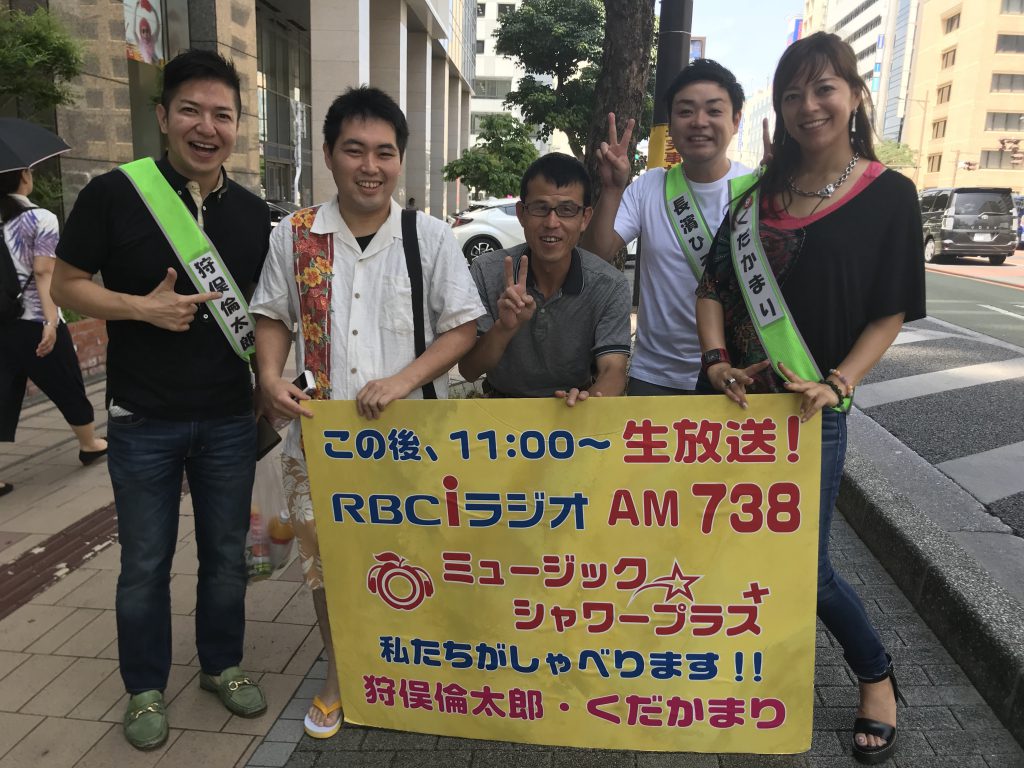 狩俣倫太郎
長濱ひ
くだかまり
この後、11:00～ 生放送！
RBCiラジオ AM 738
ミュージック
シャワープラス+
私たちがしゃべります！！
狩俣倫太郎・くだかまり